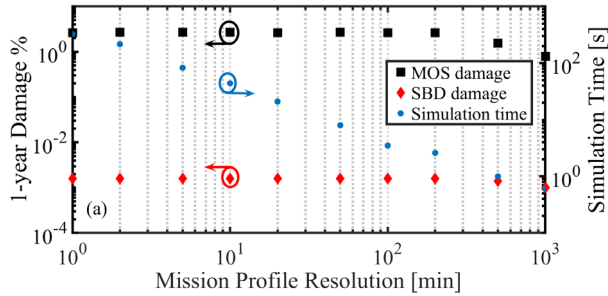 1-year Damage %
10^0
10^-2
10^-4
MOS damage
SBD damage
Simulation time
(a)
10^2
10^0
Simulation Time [s]
10^0
10^1
10^2
10^3
Mission Profile Resolution [min]